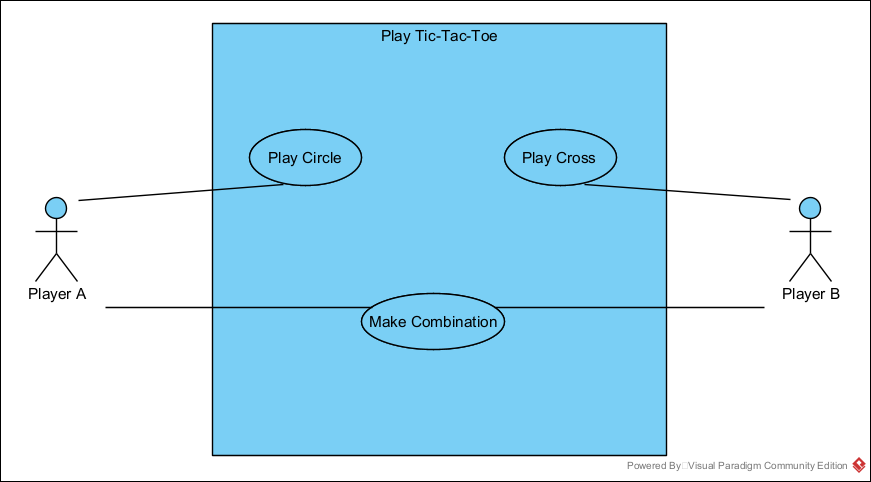 Play Tic-Tac-Toe
Play Circle
Play Cross
Player A
Player B
Make Combination
Powered By Visual Paradigm Community Edition